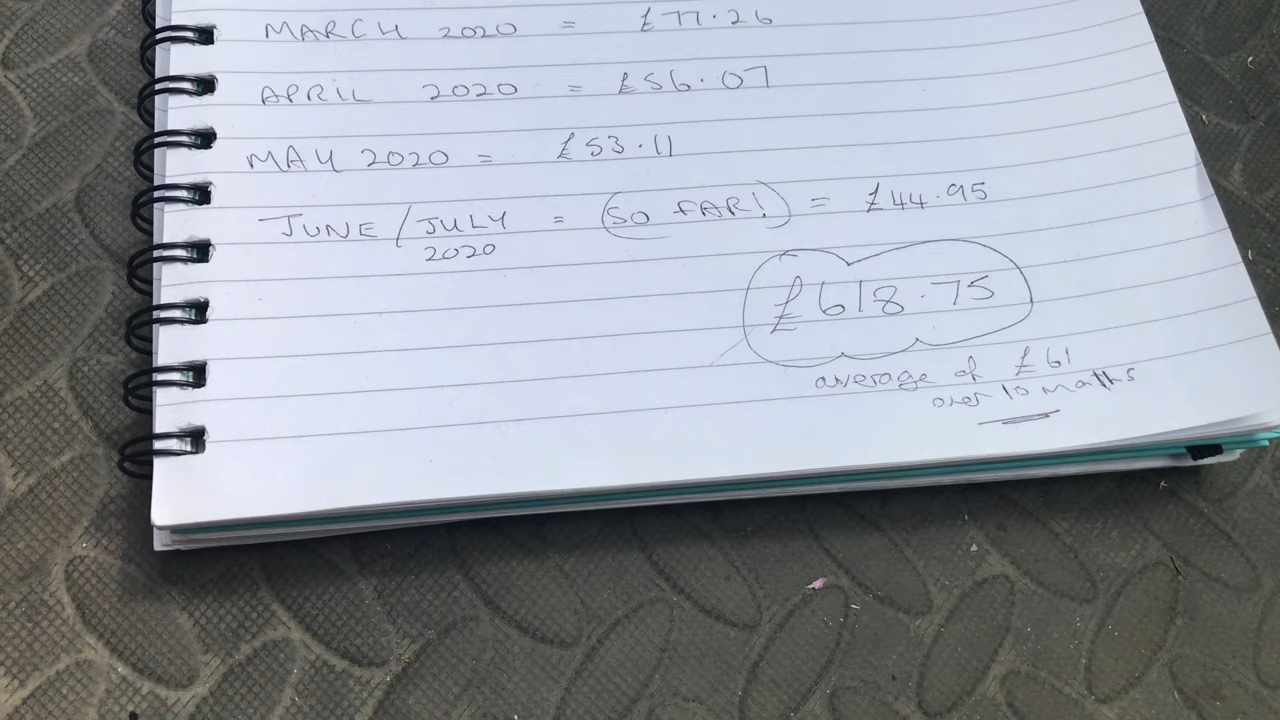 MARCH 2020 = £77.26
APRIL 2020 = £56.07
MAY 2020 = £53.11
JUNE/JULY 2020 = (SO FAR!) = £44.95
£618.75
average of £61
over 10 months